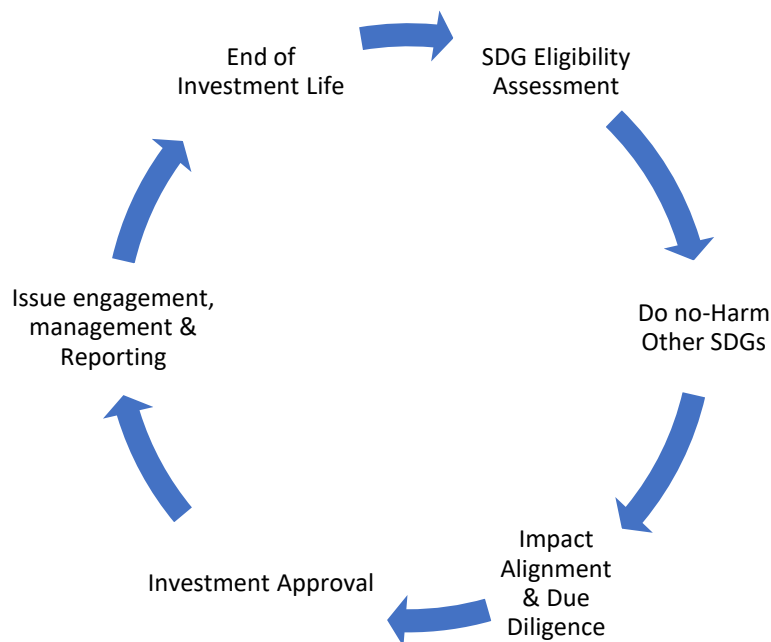 End of
Investment Life
SDG Eligibility
Assessment
Do no-Harm
Other SDGs
Impact
Alignment
& Due
Diligence
Investment Approval
Issue engagement,
management &
Reporting